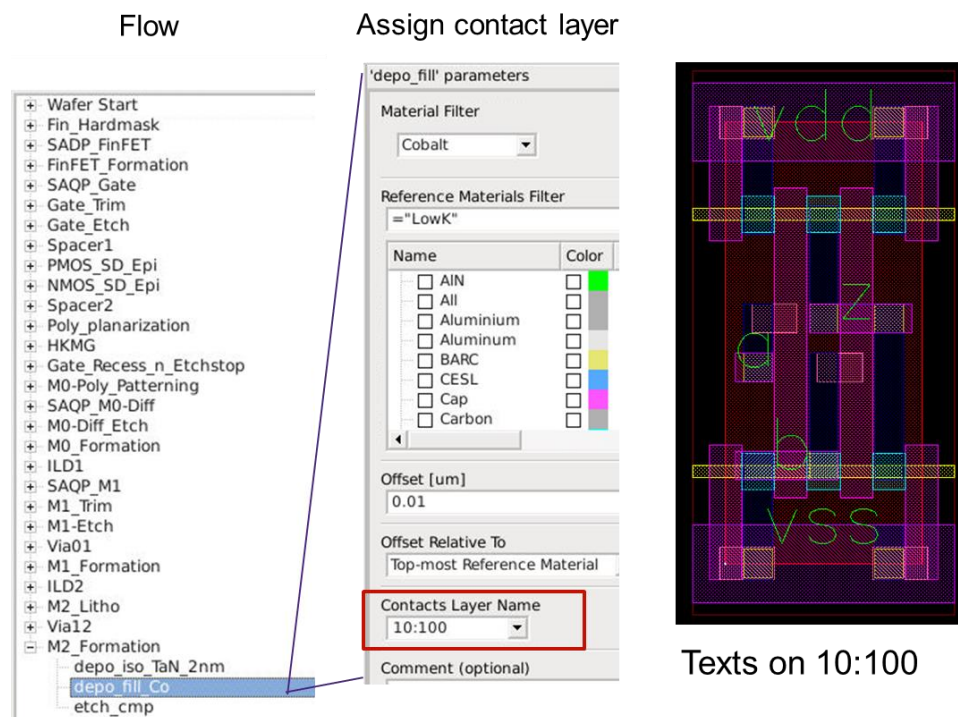 Flow
Assign contact layer
Wafer Start
Fin_Hardmask
SADP_FinFET
FinFET_Formation
SAQP_Gate
Gate_Trim
Gate_Etch
Spacer1
PMOS_SD_Epi
NMOS_SD_Epi
Spacer2
Poly_planarization
HKMG
Gate_Recess_n_Etchstop
M0-Poly_Patterning
SAQP_M0-Diff
M0-Diff_Etch
M0_Formation
ILD1
SAQP_M1
M1_Trim
M1-Etch
Via01
M1_Formation
ILD2
M2_Litho
Via12
M2_Formation
depo_iso_TaN_2nm
depo_fill_Co
etch_cmp
'depo_fill' parameters
Material Filter
Cobalt
Reference Materials Filter
="LowK"
Name Color
AlN
All
Aluminium
Aluminum
BARC
CESL
Cap
Carbon
Offset [um]
0.01
Offset Relative To
Top-most Reference Material
Contacts Layer Name
10:100
Comment (optional)
vdd
z
a
b
vss
Texts on 10:100